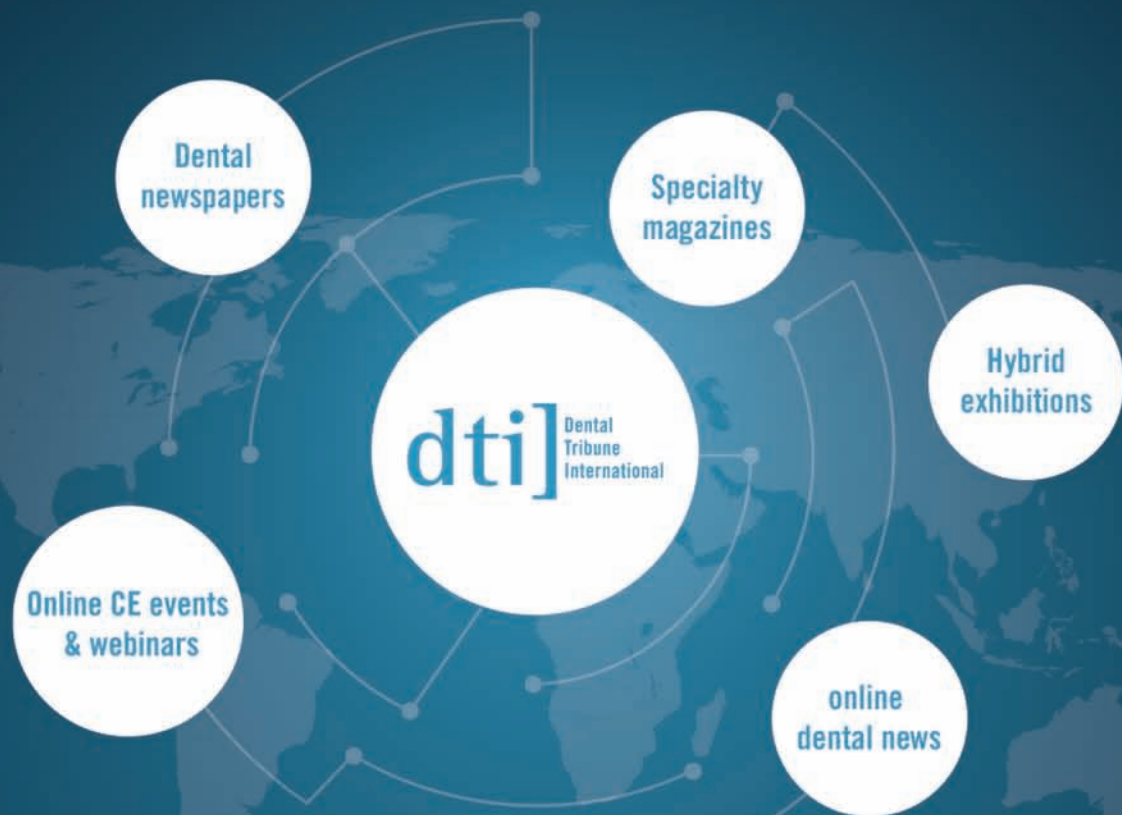 Dental
newspapers
Specialty
magazines
Hybrid
exhibitions
dti]
Dental
Tribune
International
Online CE events
& webinars
online
dental news